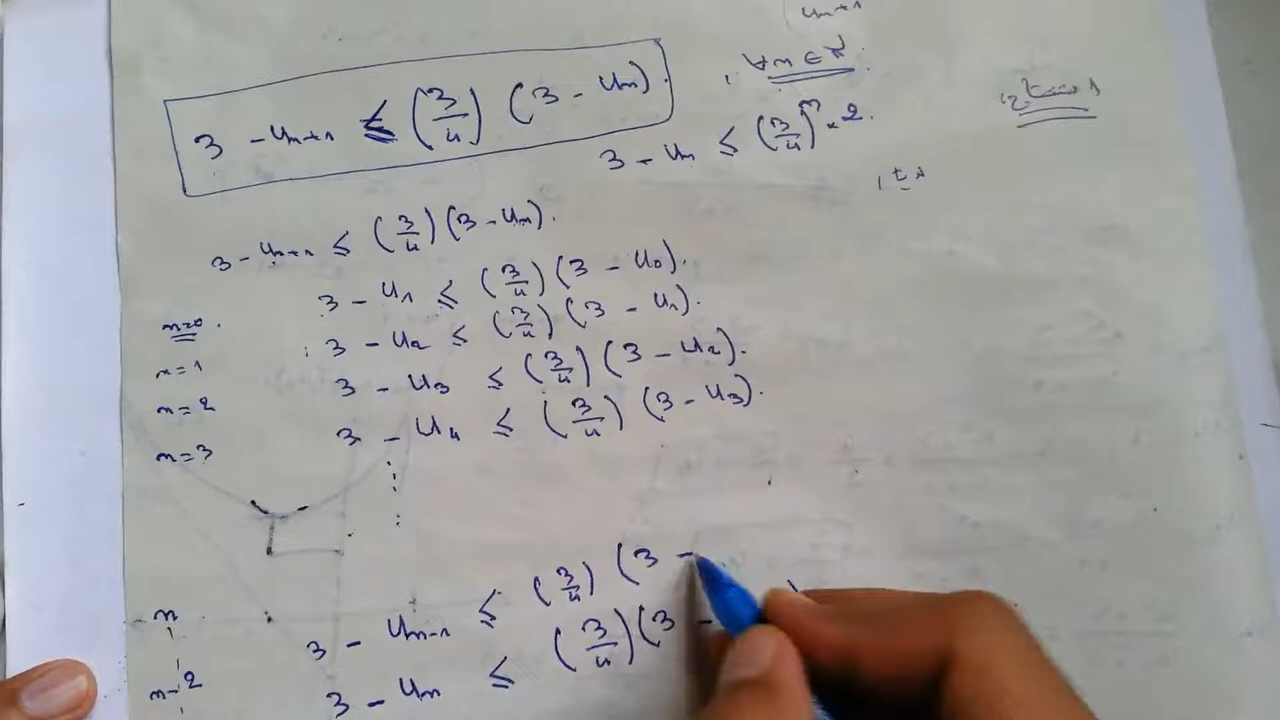 uₙ₊₁
3 - uₙ₊₁ ≤ (3/4) (3 - uₙ). , ∀n ∈ ℕ.
3 - uₙ ≤ (3/4)ⁿ × 2.
3 - uₙ₊₁ ≤ (3/4)(3 - uₙ).
n=0. 3 - u₁ ≤ (3/4)(3 - u₀).
n=1 3 - u₂ ≤ (3/4)(3 - u₁).
n=2 3 - u₃ ≤ (3/4)(3 - u₂).
n=3 3 - u₄ ≤ (3/4)(3 - u₃).
n 3 - uₙ₋₁ ≤ (3/4)(3 -
n-2 3 - uₙ ≤ (3/4)(3 -